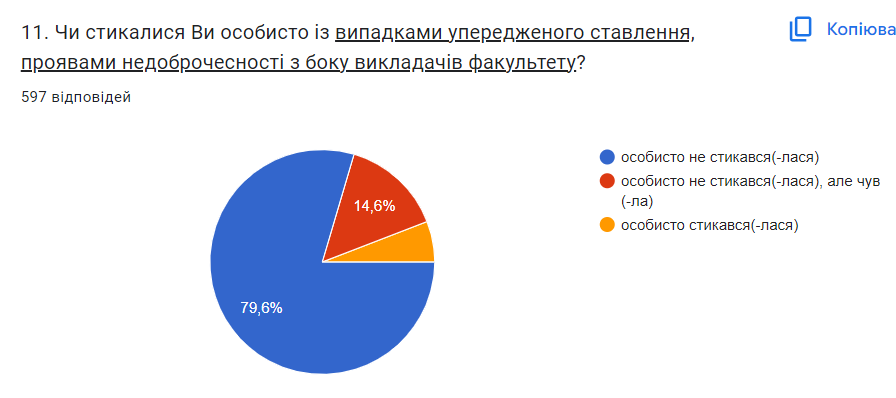 11. Чи стикалися Ви особисто із випадками упередженого ставлення,
проявами недоброчесності з боку викладачів факультету?
Копіюва
597 відповідей
особисто не стикався(-лася)
особисто не стикався(-лася), але чув
(-ла)
особисто стикався(-лася)
14,6%
79,6%